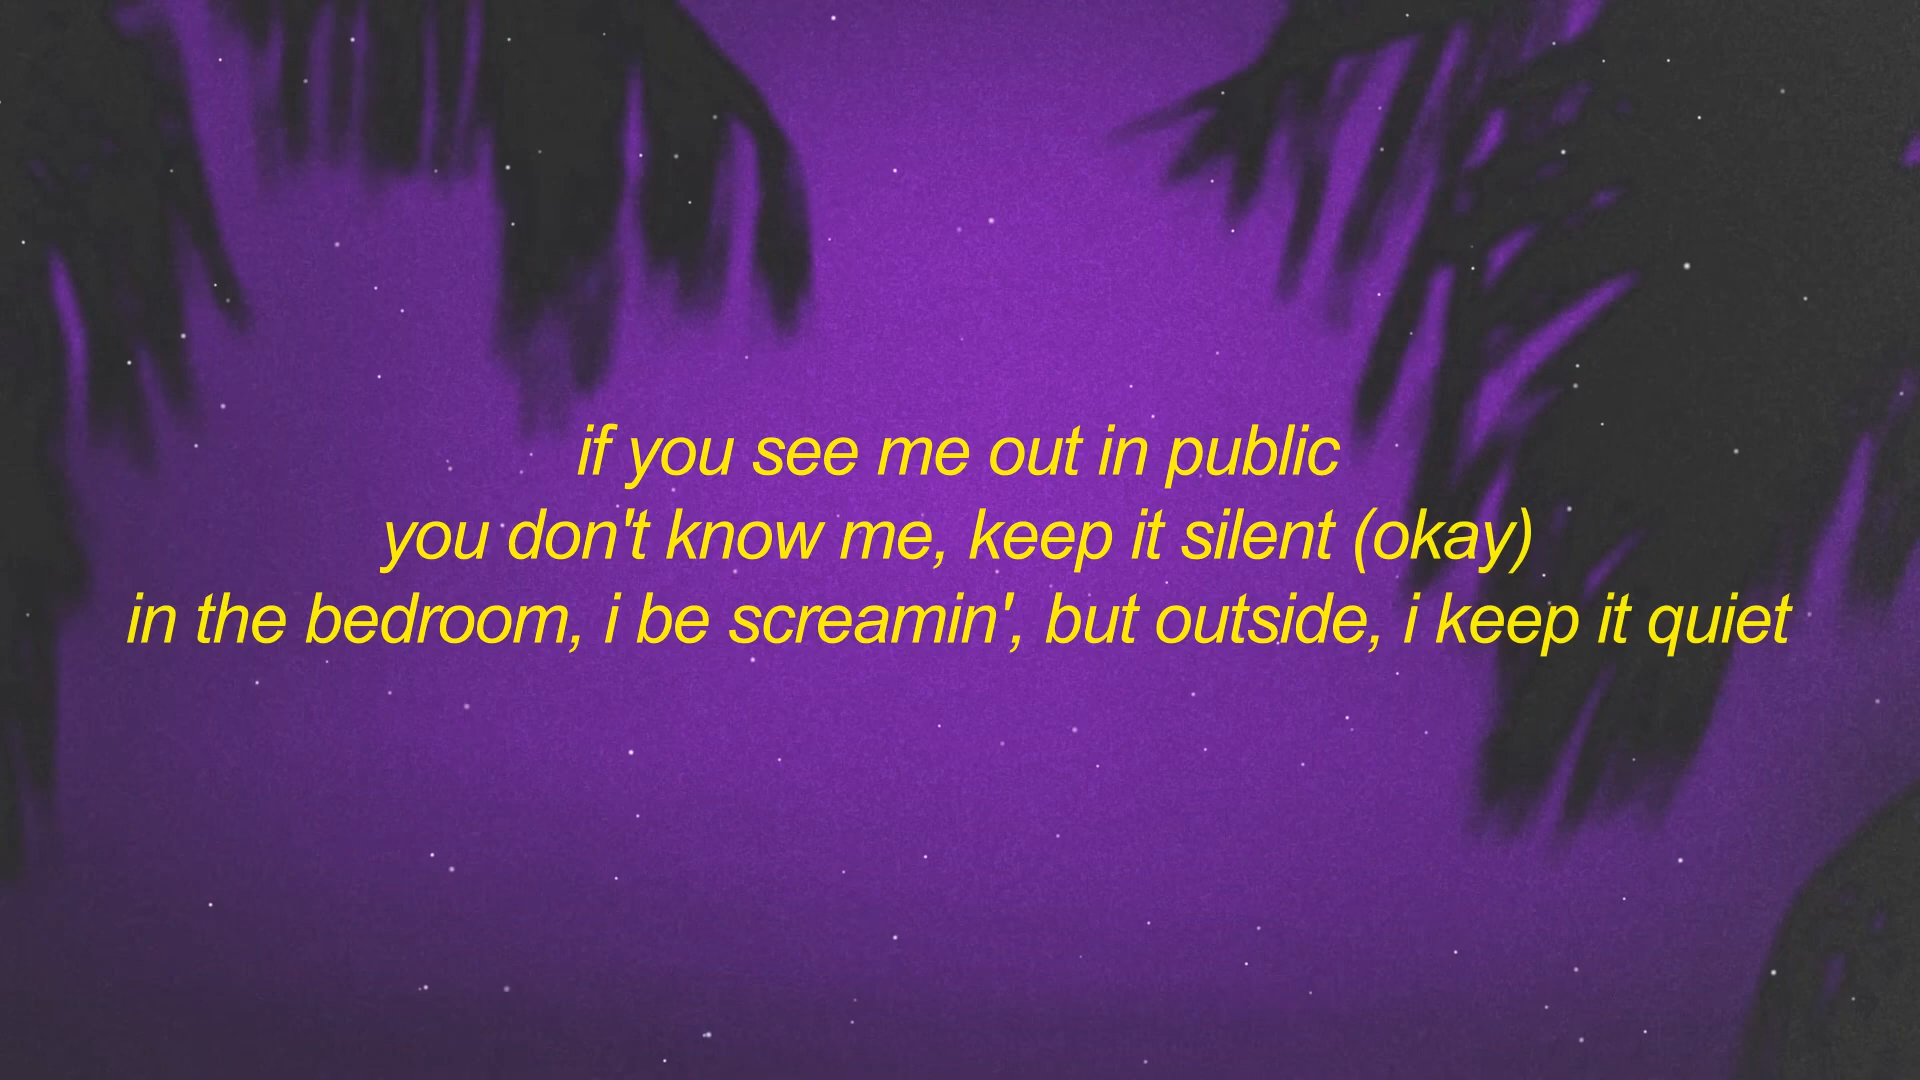 if you see me out in public
you don't know me, keep it silent (okay)
in the bedroom, i be screamin', but outside, i keep it quiet